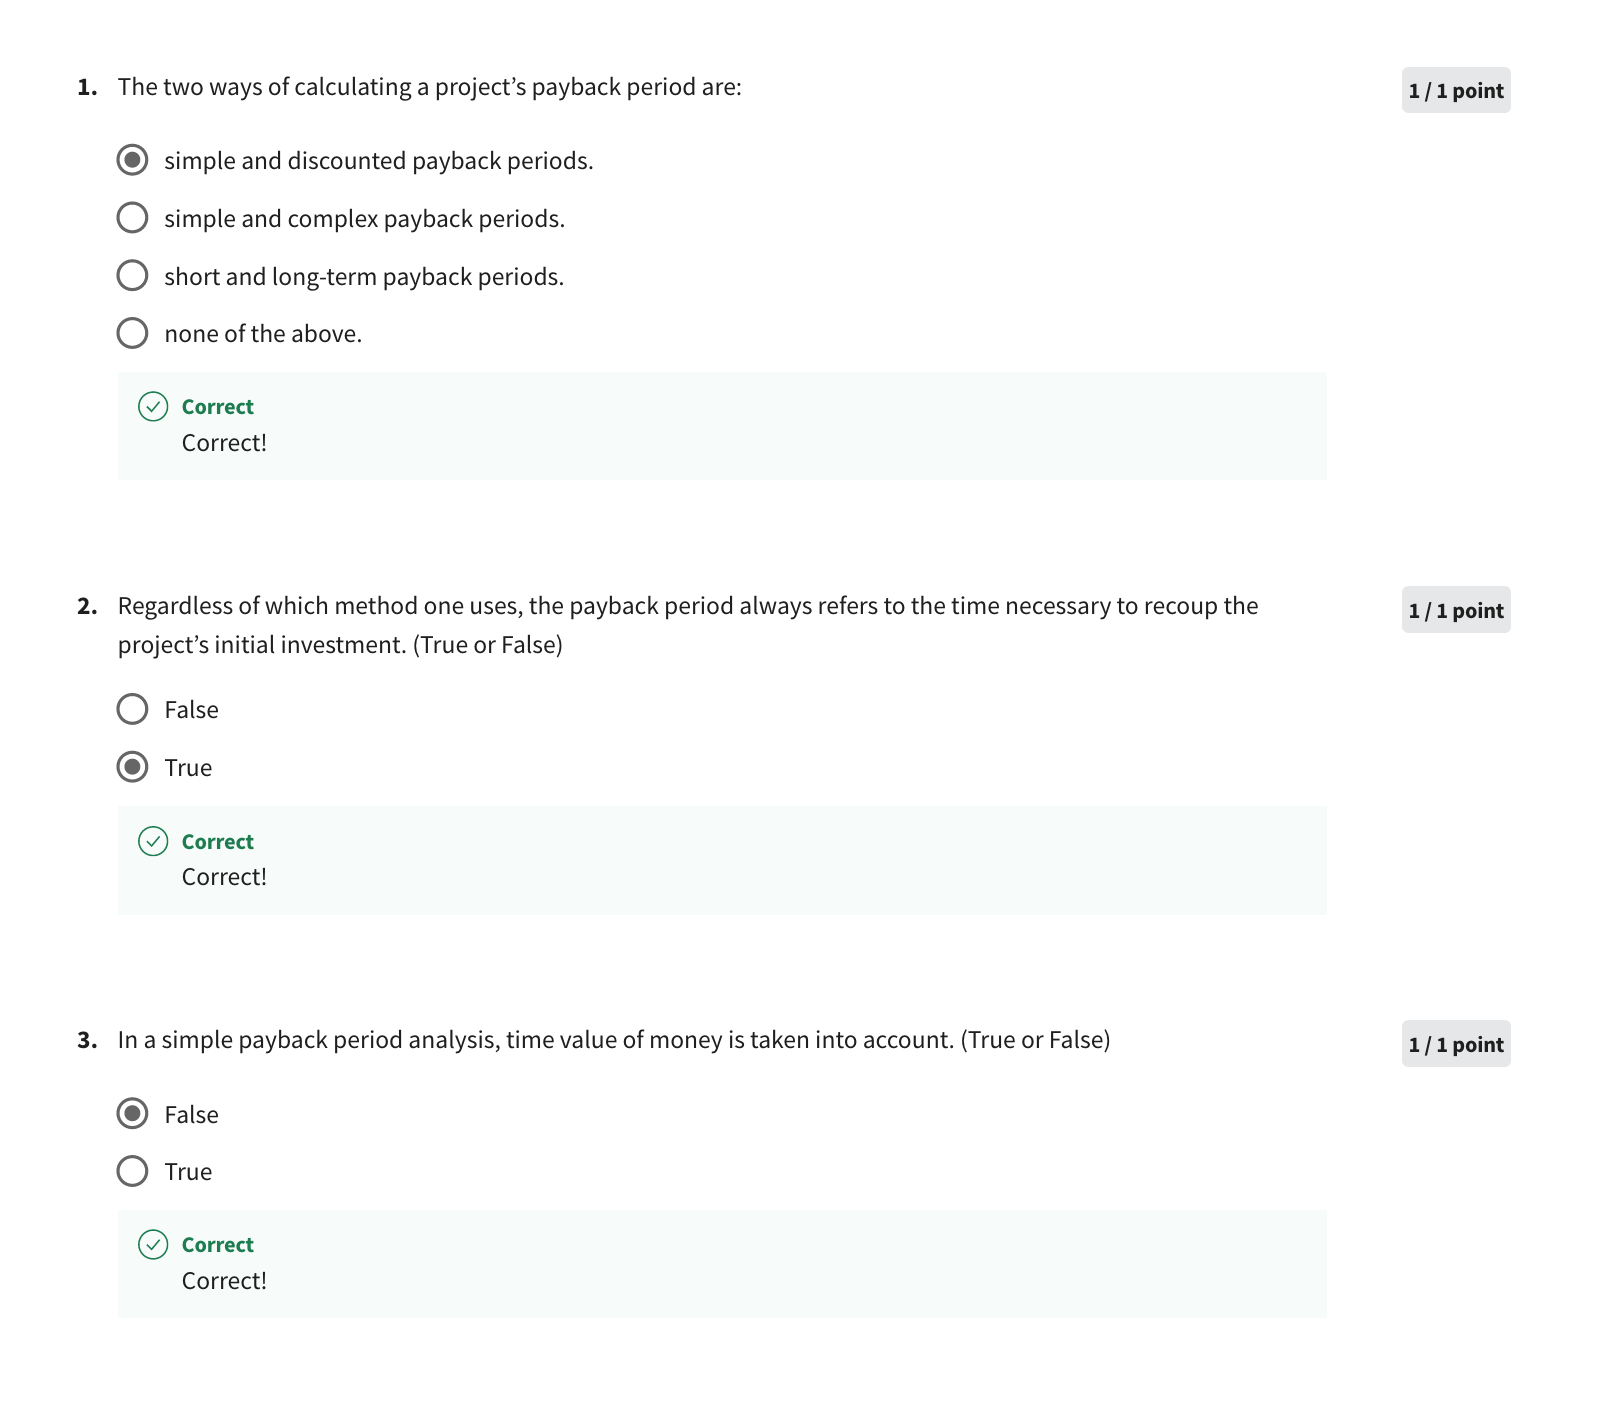 1. The two ways of calculating a project’s payback period are:
1 / 1 point
simple and discounted payback periods.
simple and complex payback periods.
short and long-term payback periods.
none of the above.
Correct
Correct!
2. Regardless of which method one uses, the payback period always refers to the time necessary to recoup the
project’s initial investment. (True or False)
1 / 1 point
False
True
Correct
Correct!
3. In a simple payback period analysis, time value of money is taken into account. (True or False)
1 / 1 point
False
True
Correct
Correct!